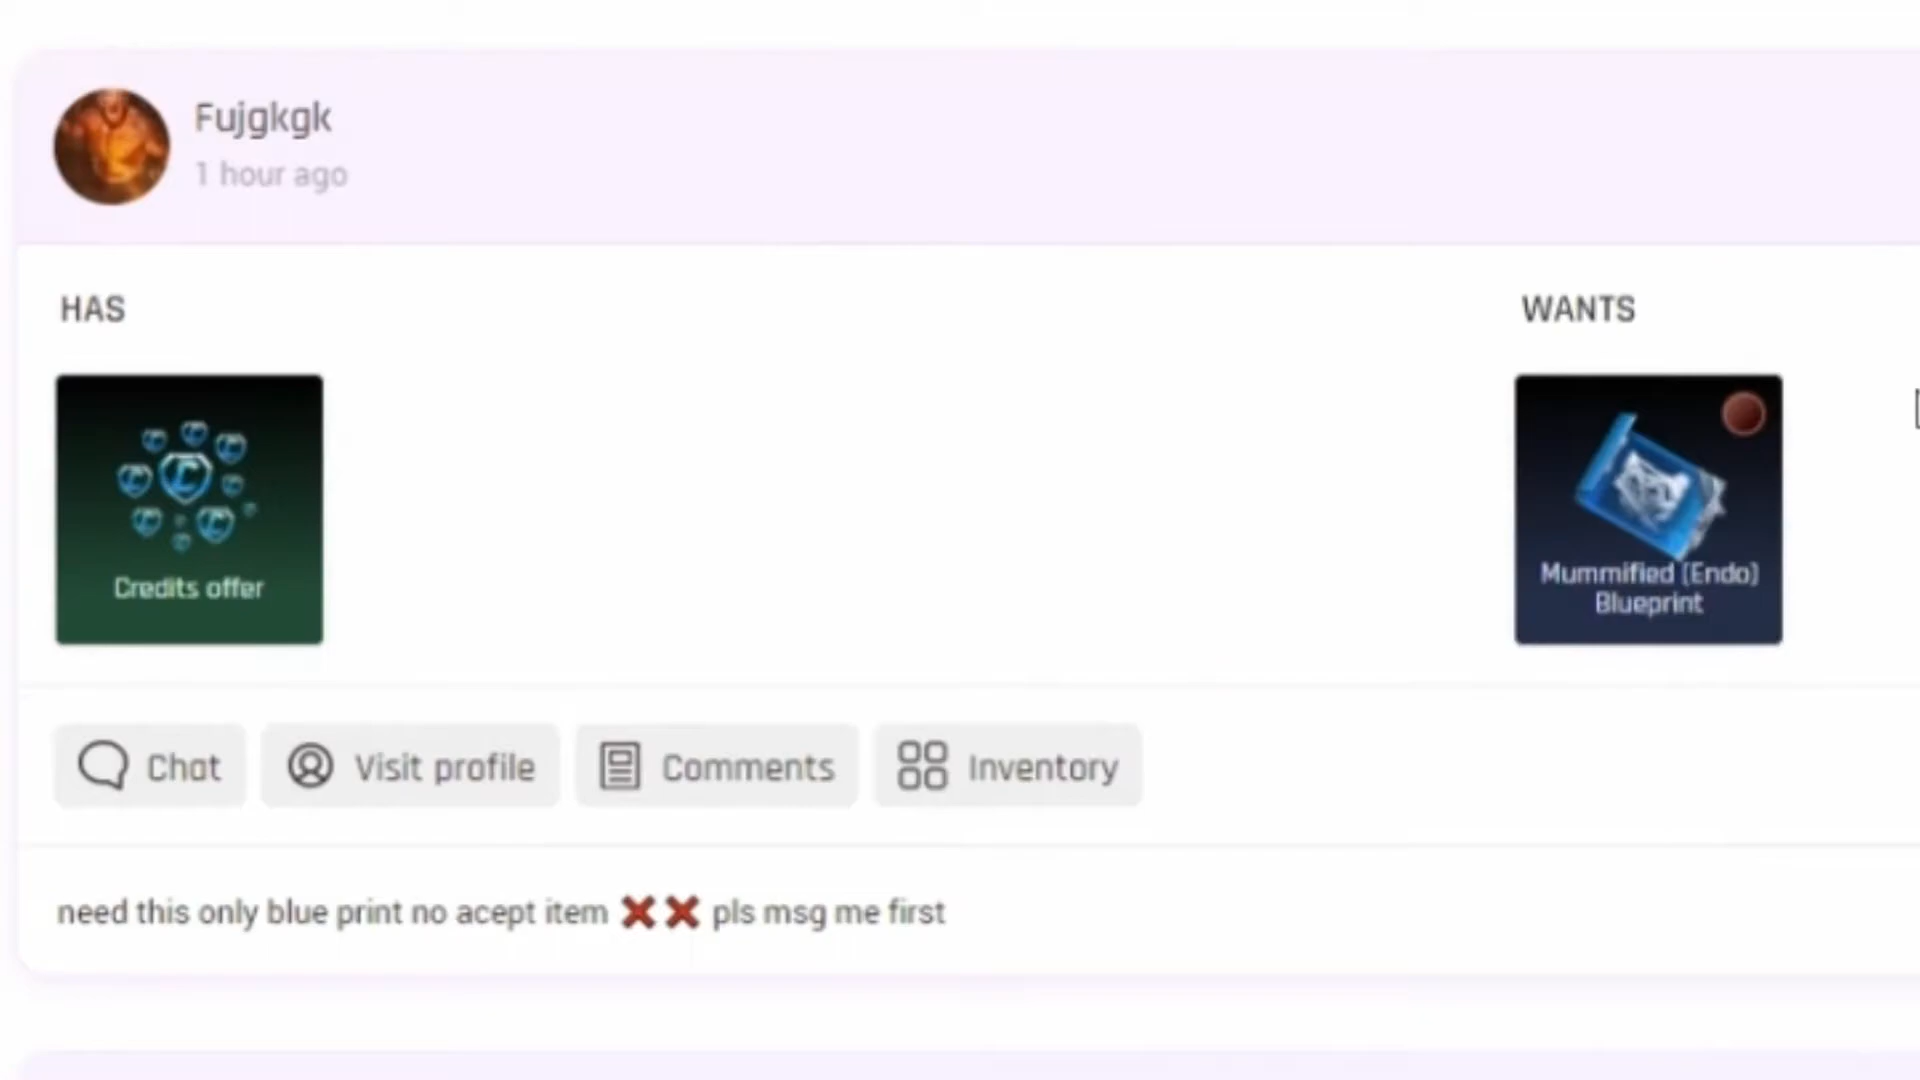 Fujgkgk
1 hour ago
HAS
WANTS
Credits offer
Mummified (Endo)
Blueprint
Chat
Visit profile
Comments
Inventory
need this only blue print no acept item ❌❌ pls msg me first